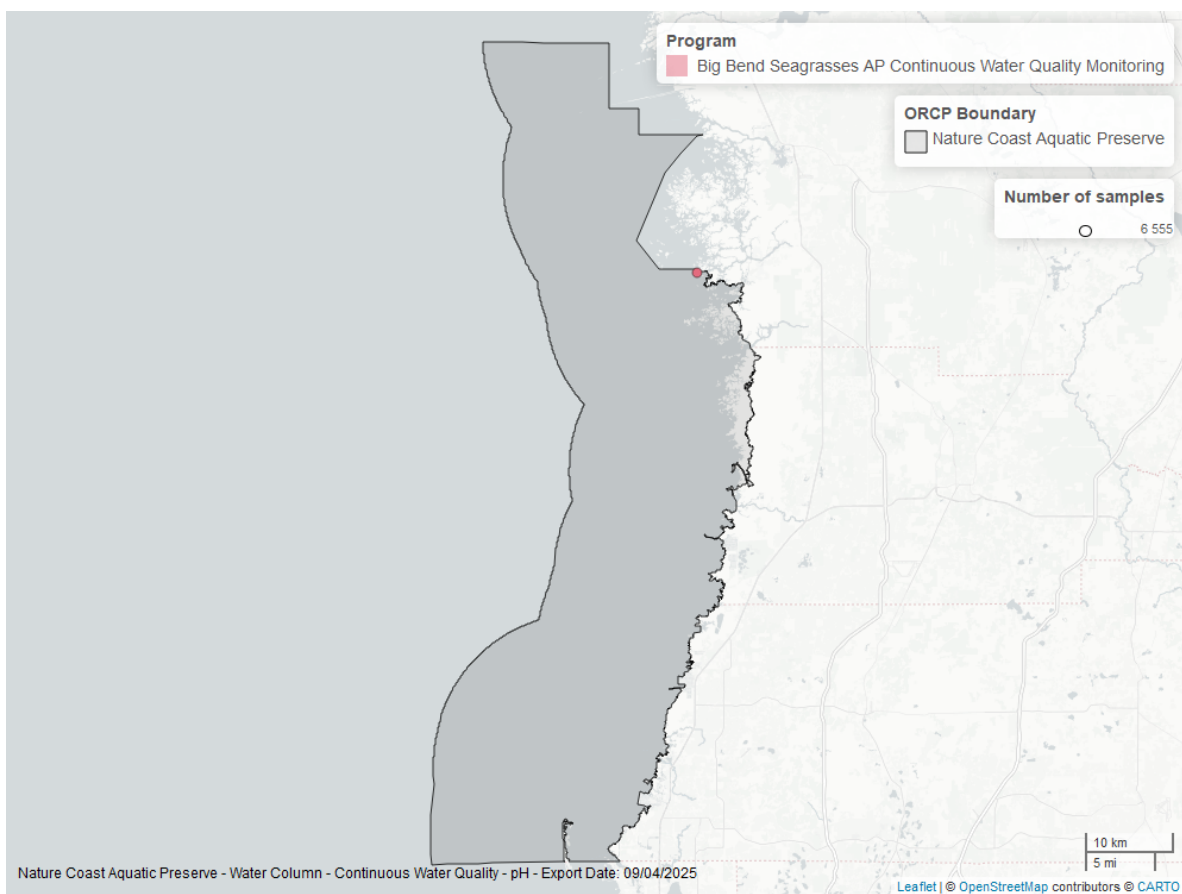 Program
Big Bend Seagrasses AP Continuous Water Quality Monitoring
ORCP Boundary
Nature Coast Aquatic Preserve
Number of samples
6 555
10 km
5 mi
Nature Coast Aquatic Preserve - Water Column - Continuous Water Quality - pH - Export Date: 09/04/2025
Leaflet | © OpenStreetMap contributors © CARTO